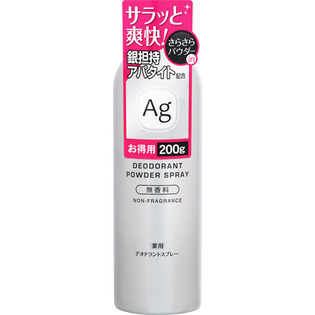 サラッと
爽快!
銀担持
アパタイト配合
さらさら
パウダー
in
Ag
お得用 200g
DEODORANT
POWDER SPRAY
無香料
NON-FRAGRANCE
薬用
デオドラントスプレー